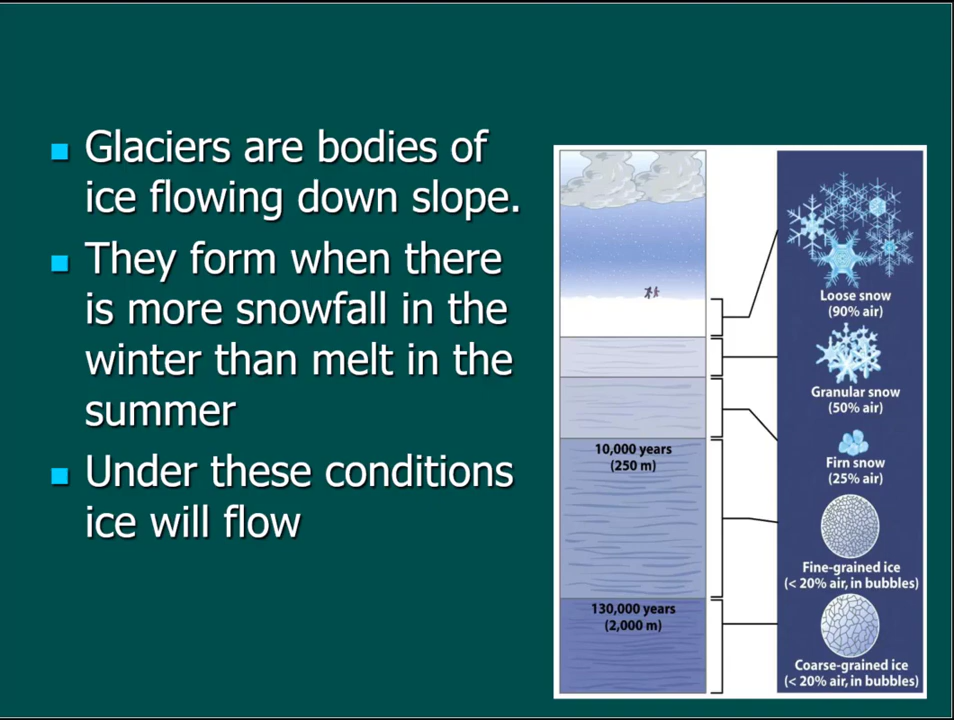 Glaciers are bodies of
ice flowing down slope.
They form when there
is more snowfall in the
winter than melt in the
summer
Under these conditions
ice will flow
10,000 years
(250 m)
130,000 years
(2,000 m)
Loose snow
(90% air)
Granular snow
(50% air)
Firn snow
(25% air)
Fine-grained ice
(< 20% air, in bubbles)
Coarse-grained ice
(< 20% air, in bubbles)